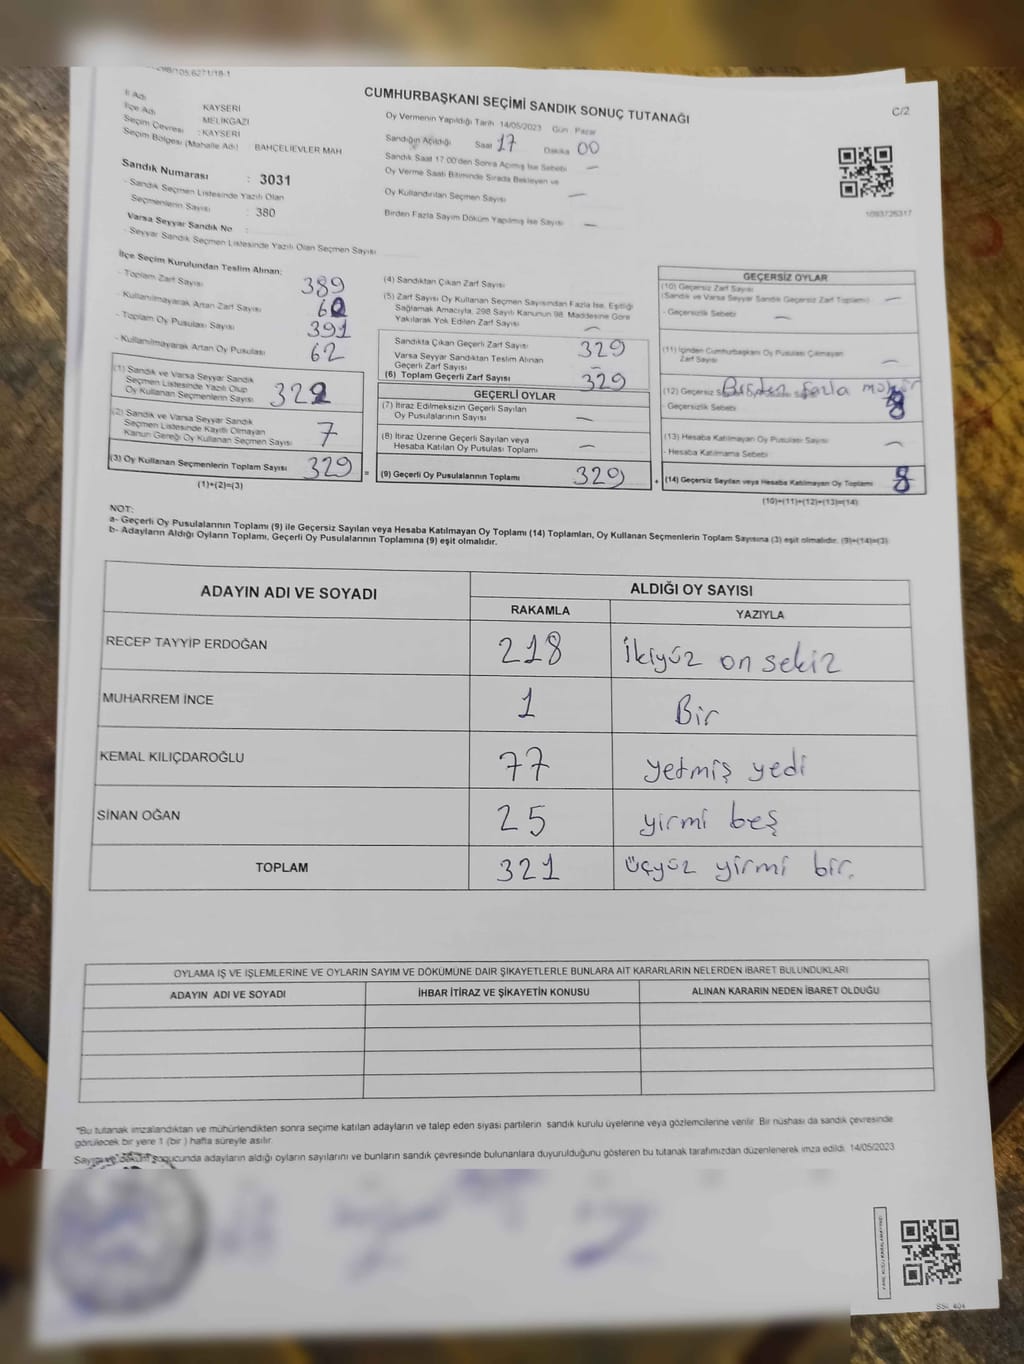 CUMHURBAŞKANI SEÇİMİ SANDIK SONUÇ TUTANAĞI
C/2
İl Adı KAYSERİ
İlçe Adı MELİKGAZİ
Seçim Çevresi : KAYSERİ
Seçim Bölgesi (Mahalle Adı) BAHÇELİEVLER MAH
Sandık Numarası : 3031
- Sandık Seçmen Listesinde Yazılı Olan
Seçmenlerin Sayısı : 380
Varsa Seyyar Sandık No
- Seyyar Sandık Seçmen Listesinde Yazılı Olan Seçmen Sayısı
Oy Vermenin Yapıldığı Tarih 14/05/2023 Gün : Pazar
Sandığın Açıldığı Saat 17 Dakika 00
Sandık Saat 17:00'den Sonra Açılmış İse Sebebi —
Oy Verme Saati Bitiminde Sırada Bekleyen ve
Oy Kullandırılan Seçmen Sayısı —
Birden Fazla Sayım Döküm Yapılmış İse Sayısı —
1093726317
İlçe Seçim Kurulundan Teslim Alınan:
- Toplam Zarf Sayısı 389
- Kullanılmayarak Artan Zarf Sayısı 60
- Toplam Oy Pusulası Sayısı 391
- Kullanılmayarak Artan Oy Pusulası 62
(1) Sandık ve Varsa Seyyar Sandık
Seçmen Listesinde Yazılı Olup
Oy Kullanan Seçmenlerin Sayısı 322
(2) Sandık ve Varsa Seyyar Sandık
Seçmen Listesinde Kayıtlı Olmayan
Kanun Gereği Oy Kullanan Seçmen Sayısı 7
(3) Oy Kullanan Seçmenlerin Toplam Sayısı 329 =
(1)+(2)=(3)
(4) Sandıktan Çıkan Zarf Sayısı
(5) Zarf Sayısı Oy Kullanan Seçmen Sayısından Fazla İse, Eşitliği
Sağlamak Amacıyla, 298 Sayılı Kanunun 98. Maddesine Göre
Yakılarak Yok Edilen Zarf Sayısı —
Sandıkta Çıkan Geçerli Zarf Sayısı 329
Varsa Seyyar Sandıktan Teslim Alınan
Geçerli Zarf Sayısı —
(6) Toplam Geçerli Zarf Sayısı 329
GEÇERLİ OYLAR
(7) İtiraz Edilmeksizin Geçerli Sayılan
Oy Pusulalarının Sayısı —
(8) İtiraz Üzerine Geçerli Sayılan veya
Hesaba Katılan Oy Pusulası Toplamı —
(9) Geçerli Oy Pusulalarının Toplamı 329 +
GEÇERSİZ OYLAR
(10) Geçersiz Zarf Sayısı
(Sandık ve Varsa Seyyar Sandık Geçersiz Zarf Toplamı) —
- Geçersizlik Sebebi —
(11) İçinden Cumhurbaşkanı Oy Pusulası Çıkmayan
Zarf Sayısı —
(12) Geçersiz Birden fazla mühür
- Geçersizlik Sebebi 8
(13) Hesaba Katılmayan Oy Pusulası Sayısı —
- Hesaba Katılmama Sebebi
(14) Geçersiz Sayılan veya Hesaba Katılmayan Oy Toplamı 8
(10)+(11)+(12)+(13)=(14)
NOT:
a- Geçerli Oy Pusulalarının Toplamı (9) ile Geçersiz Sayılan veya Hesaba Katılmayan Oy Toplamı (14) Toplamları, Oy Kullanan Seçmenlerin Toplam Sayısına (3) eşit olmalıdır. (9)+(14)=(3)
b- Adayların Aldığı Oyların Toplamı, Geçerli Oy Pusulalarının Toplamına (9) eşit olmalıdır.
ADAYIN ADI VE SOYADI ALDIĞI OY SAYISI
RAKAMLA YAZIYLA
RECEP TAYYİP ERDOĞAN 218 İkiyüz on sekiz
MUHARREM İNCE 1 Bir
KEMAL KILIÇDAROĞLU 77 yetmiş yedi
SİNAN OĞAN 25 yirmi beş
TOPLAM 321 üçyüz yirmi bir.
OYLAMA İŞ VE İŞLEMLERİNE VE OYLARIN SAYIM VE DÖKÜMÜNE DAİR ŞİKAYETLERLE BUNLARA AİT KARARLARIN NELERDEN İBARET BULUNDUKLARI
ADAYIN ADI VE SOYADI İHBAR İTİRAZ VE ŞİKAYETİN KONUSU ALINAN KARARIN NEDEN İBARET OLDUĞU
"Bu tutanak imzalandıktan ve mühürlendikten sonra seçime katılan adayların ve talep eden siyasi partilerin sandık kurulu üyelerine veya gözlemcilerine verilir. Bir nüshası da sandık çevresinde
görülecek bir yere 1 (bir ) hafta süreyle asılır.
Sayım ve döküm sonucunda adayların aldığı oyların sayılarını ve bunların sandık çevresinde bulunanlara duyurulduğunu gösteren bu tutanak tarafımızdan düzenlenerek imza edildi. 14/05/2023